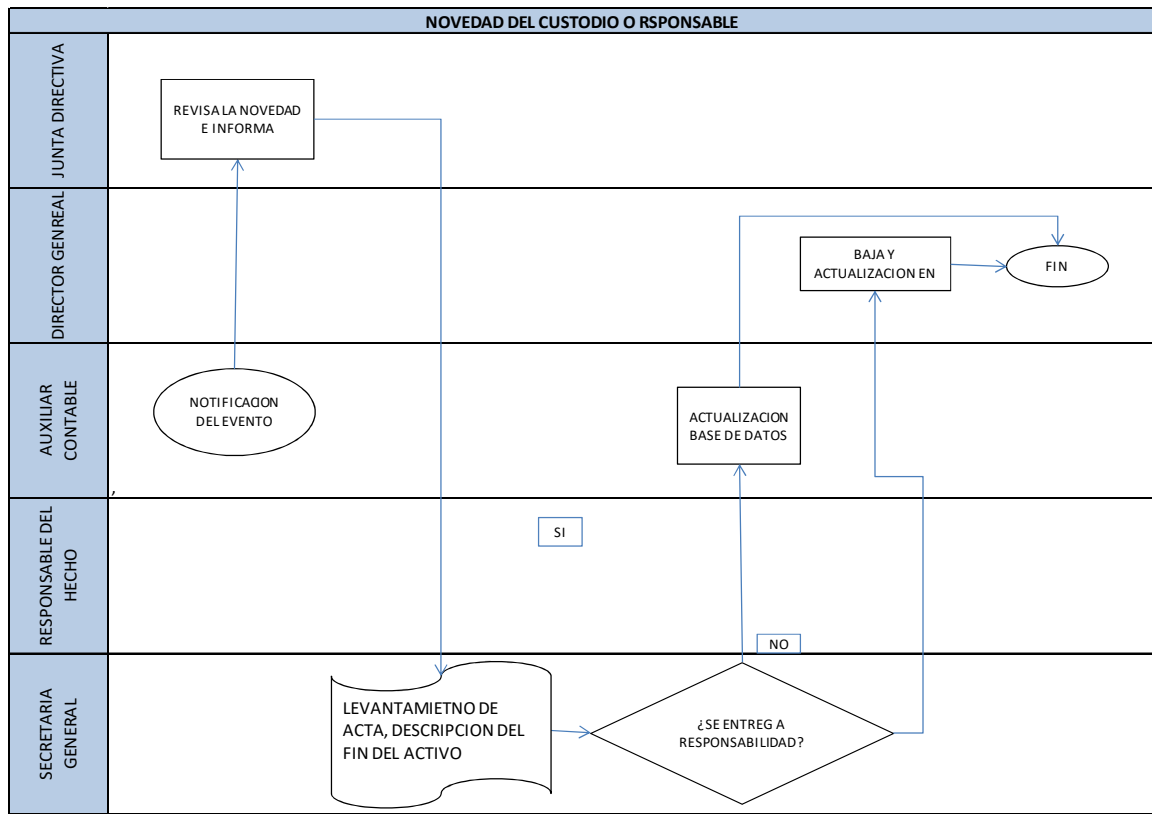 NOVEDAD DEL CUSTODIO O RSPONSABLE
JUNTA DIRECTIVA
REVISA LA NOVEDAD
E INFORMA
DIRECTOR GENREAL
BAJA Y
ACTUALIZACION EN
FIN
AUXILIAR
CONTABLE
NOTIFICACION
DEL EVENTO
ACTUALIZACION
BASE DE DATOS
,
RESPONSABLE DEL
HECHO
SI
NO
SECRETARIA
GENERAL
LEVANTAMIETNO DE
ACTA, DESCRIPCION DEL
FIN DEL ACTIVO
¿SE ENTREG A
RESPONSABILIDAD?